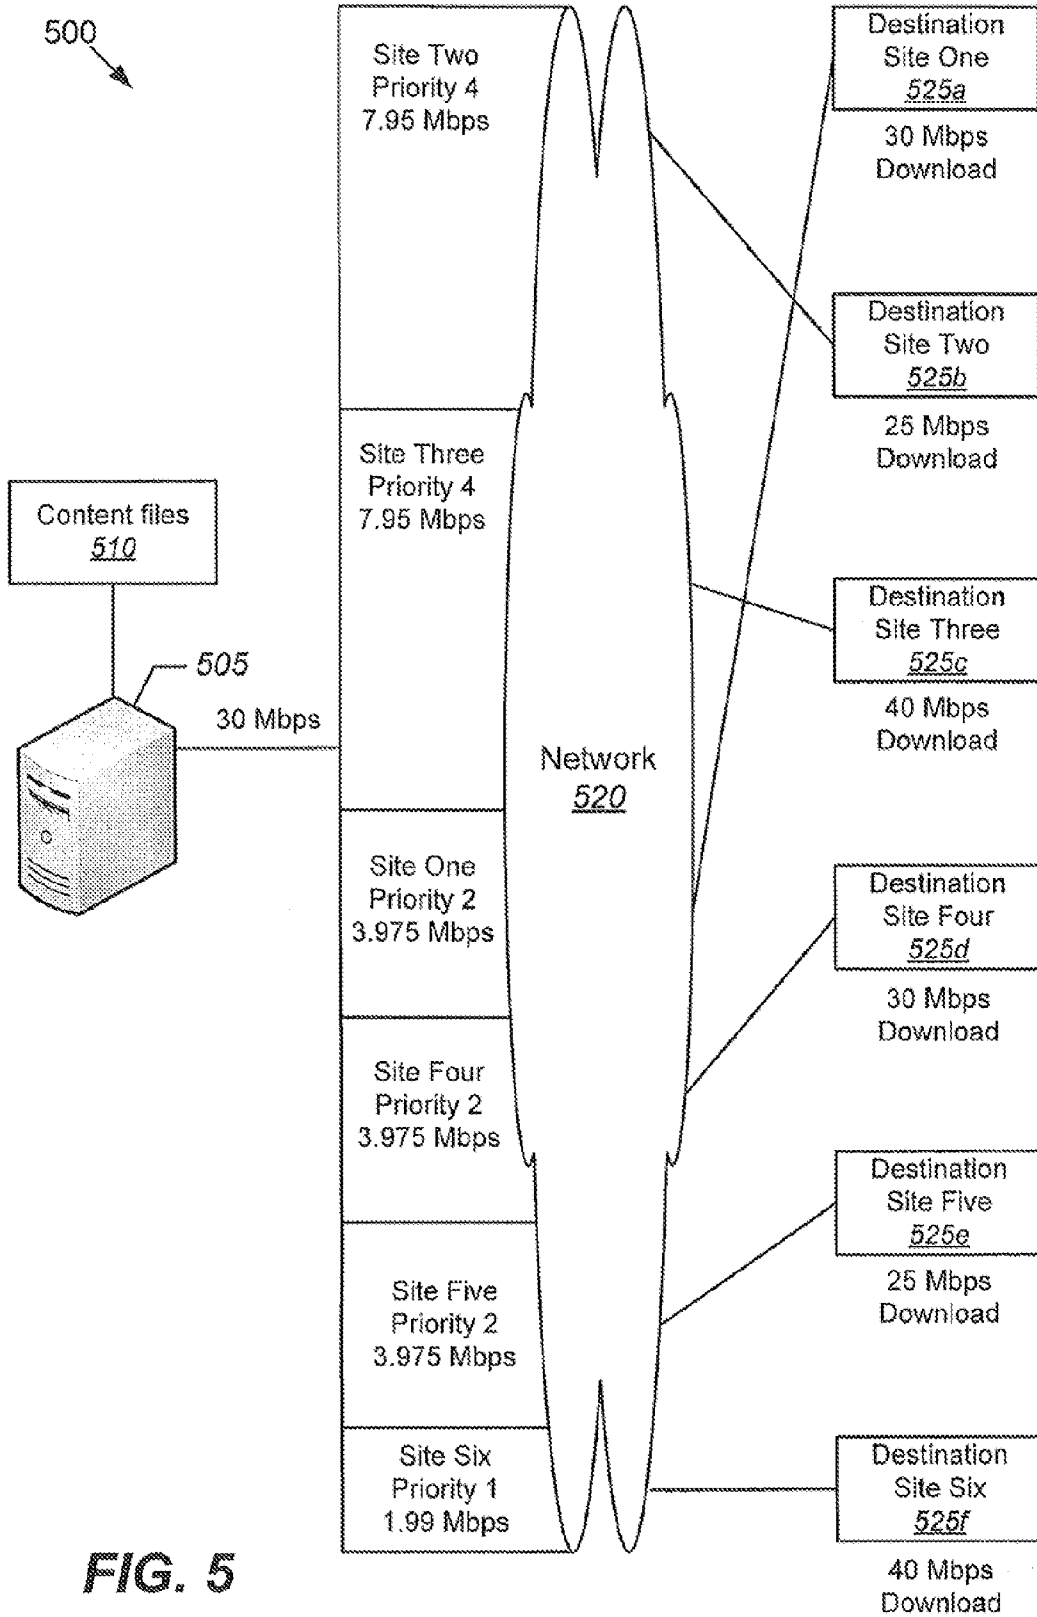 500
Site Two
Priority 4
7.95 Mbps
Destination
Site One
525a
30 Mbps
Download
Destination
Site Two
525b
25 Mbps
Download
Site Three
Priority 4
7.95 Mbps
Content files
510
505
30 Mbps
Network
520
Destination
Site Three
525c
40 Mbps
Download
Site One
Priority 2
3.975 Mbps
Destination
Site Four
525d
30 Mbps
Download
Site Four
Priority 2
3.975 Mbps
Destination
Site Five
525e
25 Mbps
Download
Site Five
Priority 2
3.975 Mbps
Site Six
Priority 1
1.99 Mbps
Destination
Site Six
525f
40 Mbps
Download
FIG. 5